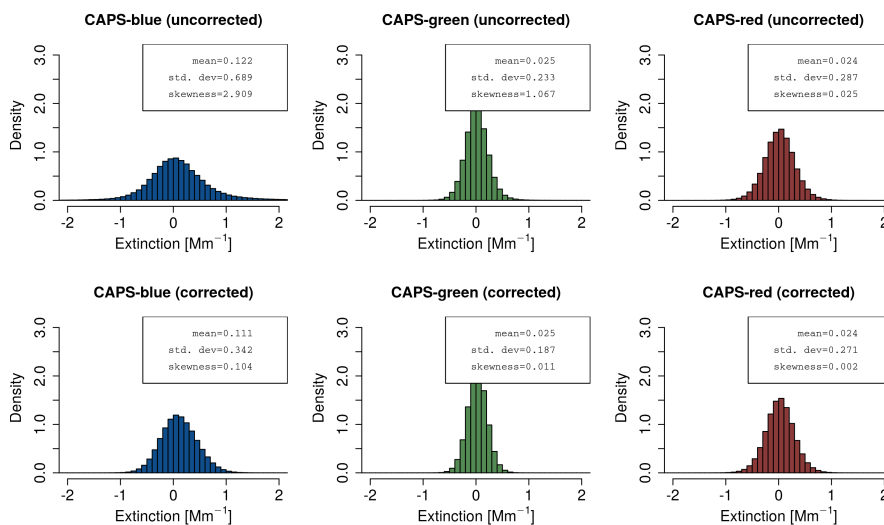 CAPS-blue (uncorrected)
mean=0.122
std. dev=0.689
skewness=2.909
Density
0.0 1.0 2.0 3.0
-2 -1 0 1 2
Extinction [Mm⁻¹]
CAPS-green (uncorrected)
mean=0.025
std. dev=0.233
skewness=1.067
Density
0.0 1.0 2.0 3.0
-2 -1 0 1 2
Extinction [Mm⁻¹]
CAPS-red (uncorrected)
mean=0.024
std. dev=0.287
skewness=0.025
Density
0.0 1.0 2.0 3.0
-2 -1 0 1 2
Extinction [Mm⁻¹]
CAPS-blue (corrected)
mean=0.111
std. dev=0.342
skewness=0.104
Density
0.0 1.0 2.0 3.0
-2 -1 0 1 2
Extinction [Mm⁻¹]
CAPS-green (corrected)
mean=0.025
std. dev=0.187
skewness=0.011
Density
0.0 1.0 2.0 3.0
-2 -1 0 1 2
Extinction [Mm⁻¹]
CAPS-red (corrected)
mean=0.024
std. dev=0.271
skewness=0.002
Density
0.0 1.0 2.0 3.0
-2 -1 0 1 2
Extinction [Mm⁻¹]